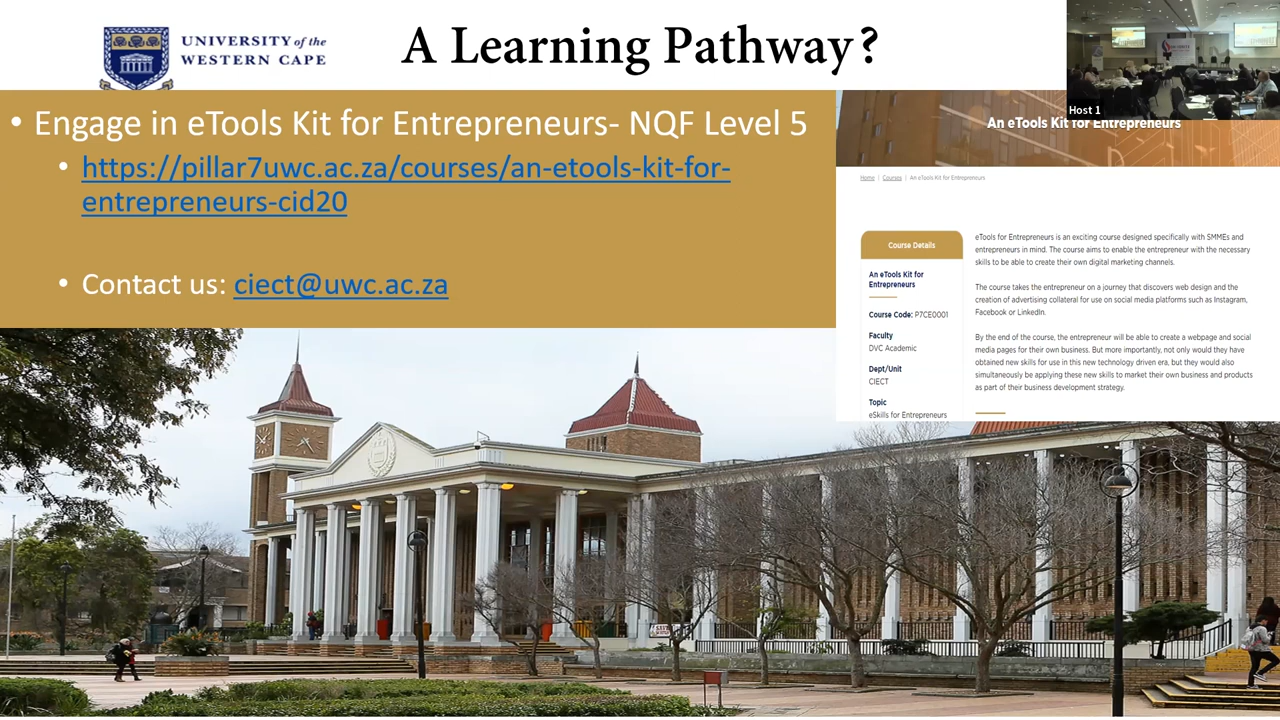 UNIVERSITY of the
WESTERN CAPE
A Learning Pathway?
Host 1
• Engage in eTools Kit for Entrepreneurs- NQF Level 5
• https://pillar7uwc.ac.za/courses/an-etools-kit-for-
entrepreneurs-cid20
• Contact us: ciect@uwc.ac.za
An eTools Kit for Entrepreneurs
Home | Courses | An eTools Kit for Entrepreneurs
Course Details
An eTools Kit for
Entrepreneurs
Course Code: P7CE0001
Faculty
DVC Academic
Dept/Unit
CIECT
Topic
eSkills for Entrepreneurs
eTools for Entrepreneurs is an exciting course designed specifically with SMMEs and
entrepreneurs in mind. The course aims to enable the entrepreneur with the necessary
skills to be able to create their own digital marketing channels.
The course takes the entrepreneur on a journey that discovers web design and the
creation of advertising collateral for use on social media platforms such as Instagram,
Facebook or LinkedIn.
By the end of the course, the entrepreneur will be able to create a webpage and social
media pages for their own business. But more importantly, not only would they have
obtained new skills for use in this new technology driven era, but they would also
simultaneously be applying these new skills to market their own business and products
as part of their business development strategy.